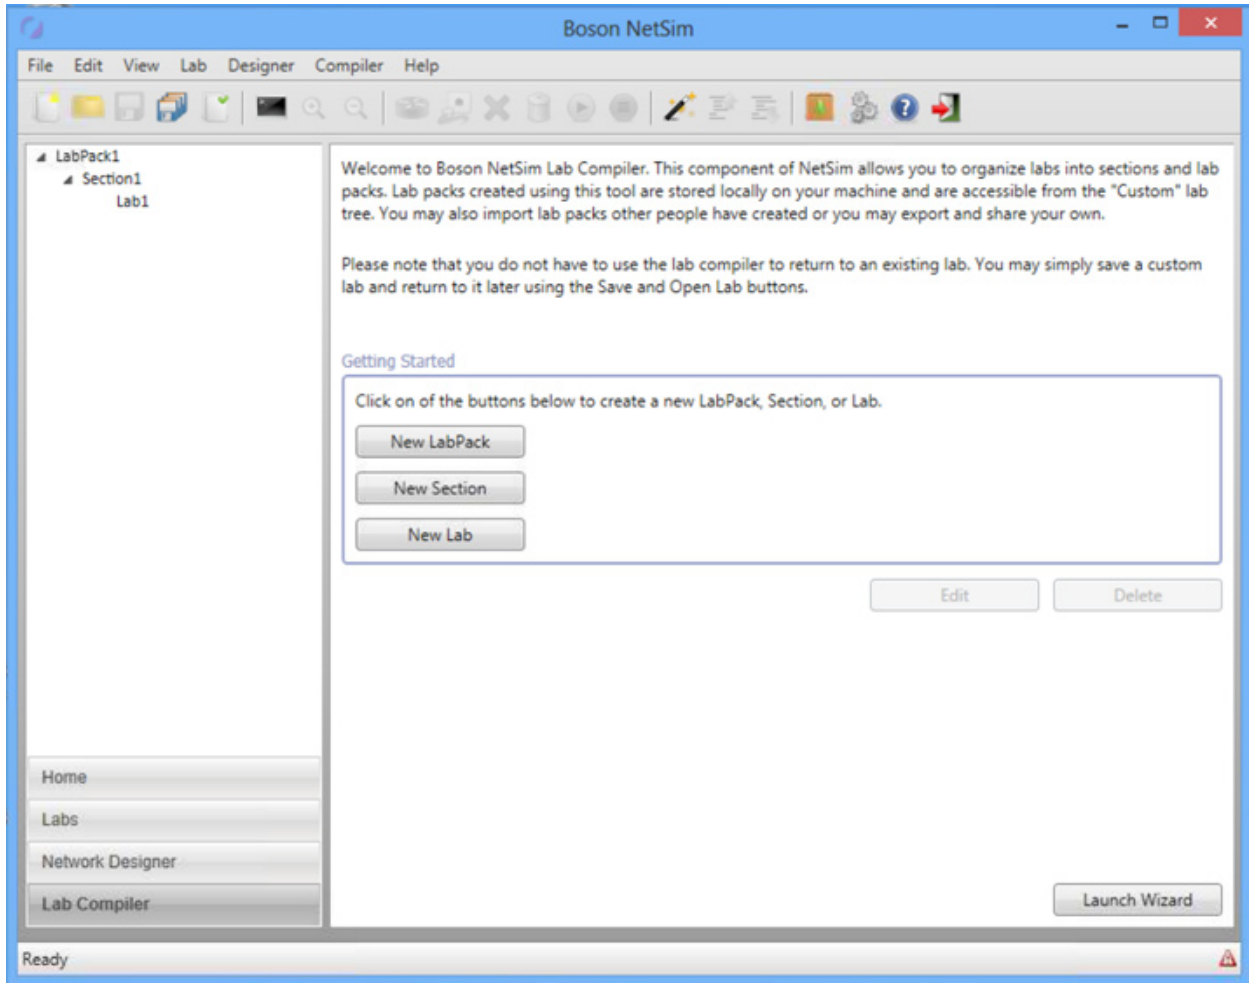 Boson NetSim
File Edit View Lab Designer Compiler Help
LabPack1
Section1
Lab1
Welcome to Boson NetSim Lab Compiler. This component of NetSim allows you to organize labs into sections and lab
packs. Lab packs created using this tool are stored locally on your machine and are accessible from the "Custom" lab
tree. You may also import lab packs other people have created or you may export and share your own.
Please note that you do not have to use the lab compiler to return to an existing lab. You may simply save a custom
lab and return to it later using the Save and Open Lab buttons.
Getting Started
Click on of the buttons below to create a new LabPack, Section, or Lab.
New LabPack
New Section
New Lab
Edit Delete
Home
Labs
Network Designer
Lab Compiler
Launch Wizard
Ready